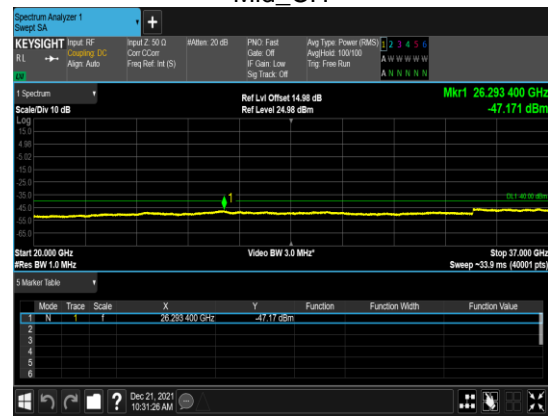 Mid_CH
Spectrum Analyzer 1
Swept SA
KEYSIGHT Input: RF Input Z: 50 Ω #Atten: 20 dB PNO: Fast Avg Type: Power (RMS) 1 2 3 4 5 6
RL Coupling: DC Corr CCorr Gate: Off Avg|Hold: 100/100 A W W W W W
Align: Auto Freq Ref: Int (S) IF Gain: Low Trig: Free Run
LV Sig Track: Off A N N N N N
1 Spectrum Ref Lvl Offset 14.98 dB Mkr1 26.293 400 GHz
Scale/Div 10 dB Ref Level 24.98 dBm -47.171 dBm
Log
15.0
4.98
-5.02
-15.0
-25.0
-35.0 1 DL1 -40.00 dBm
-45.0
-55.0
-65.0
Start 20.000 GHz Video BW 3.0 MHz* Stop 37.000 GHz
#Res BW 1.0 MHz Sweep ~33.9 ms (40001 pts)
5 Marker Table
Mode Trace Scale X Y Function Function Width Function Value
1 N 1 f 26.293 400 GHz -47.17 dBm
2
3
4
5
6
? Dec 21, 2021
10:31:26 AM